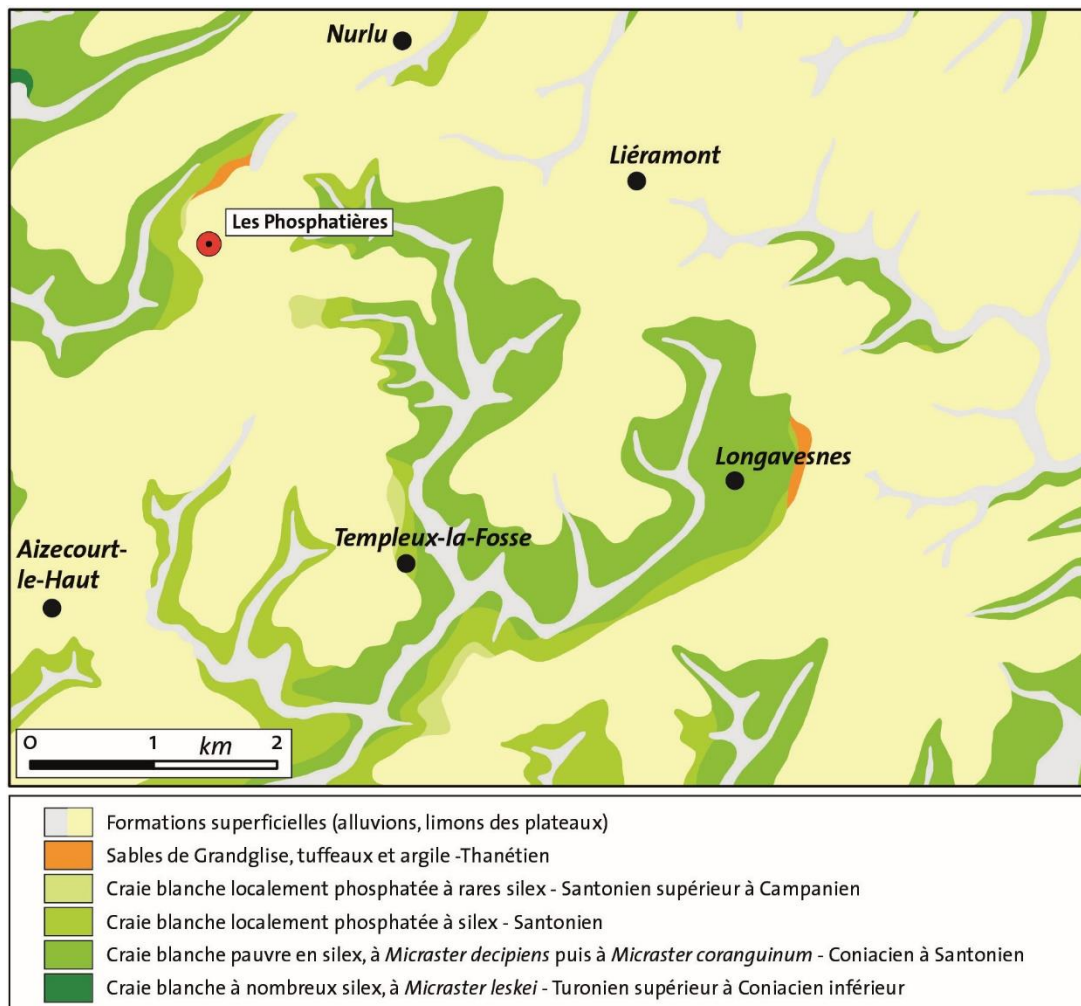 Nurlu
Liéramont
Les Phosphatières
Longavesnes
Templeux-la-Fosse
Aizecourt-
le-Haut
0 1 km 2
Formations superficielles (alluvions, limons des plateaux)
Sables de Grandglise, tuffeaux et argile -Thanétien
Craie blanche localement phosphatée à rares silex - Santonien supérieur à Campanien
Craie blanche localement phosphatée à silex - Santonien
Craie blanche pauvre en silex, à Micraster decipiens puis à Micraster coranguinum - Coniacien à Santonien
Craie blanche à nombreux silex, à Micraster leskei - Turonien supérieur à Coniacien inférieur